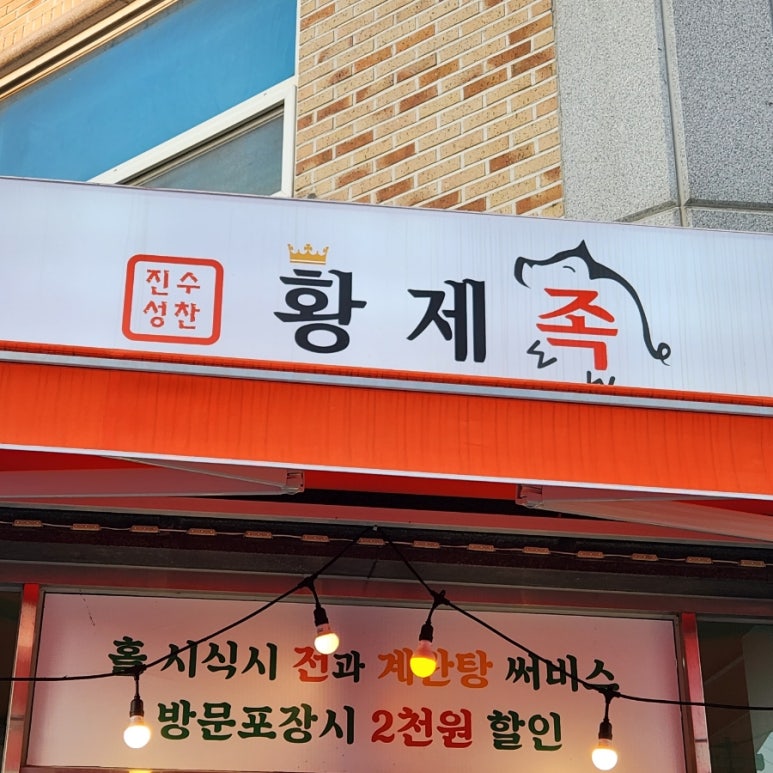 진수
성찬
황제족
홀 시식시 전과 계란탕 써비스
방문포장시 2천원 할인